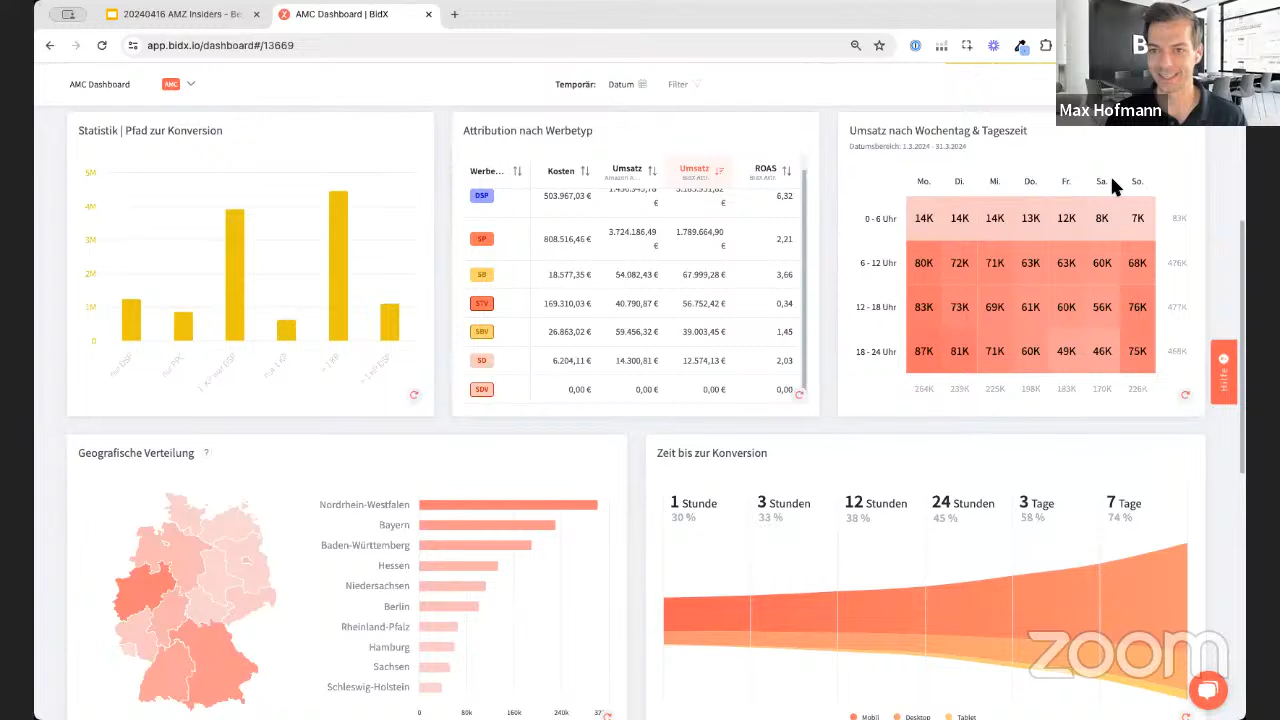 20240416 AMZ Insiders - Be
AMC Dashboard | BidX
app.bidx.io/dashboard#/13669
Max Hofmann
AMC Dashboard
AMC
Temporär:
Datum
Filter
Statistik | Pfad zur Konversion
5M
4M
3M
2M
1M
0
Attribution nach Werbetyp
Werbe... Kosten Umsatz Umsatz ROAS
DSP 503.967,03 € € € 6,32
SP 808.516,46 € 3.724.186,49 € 1.789.664,90 € 2,21
SB 18.577,35 € 54.082,43 € 67.999,28 € 3,66
STV 169.310,03 € 40.790,87 € 56.752,42 € 0,34
SBV 26.863,02 € 59.456,32 € 39.003,45 € 1,45
SD 6.204,11 € 14.300,81 € 12.574,13 € 2,03
SDV 0,00 € 0,00 € 0,00 € 0,00
Umsatz nach Wochentag & Tageszeit
Datumsbereich: 1.3.2024 - 31.3.2024
Mo. Di. Mi. Do. Fr. Sa. So.
0 - 6 Uhr 14K 14K 14K 13K 12K 8K 7K 83K
6 - 12 Uhr 80K 72K 71K 63K 63K 60K 68K 476K
12 - 18 Uhr 83K 73K 69K 61K 60K 56K 76K 477K
18 - 24 Uhr 87K 81K 71K 60K 49K 46K 75K 468K
264K 239K 225K 198K 183K 170K 226K
Hilfe
Geografische Verteilung ?
Nordrhein-Westfalen
Bayern
Baden-Württemberg
Hessen
Niedersachsen
Berlin
Rheinland-Pfalz
Hamburg
Sachsen
Schleswig-Holstein
0 80k 160k 240k
Zeit bis zur Konversion
1 Stunde 3 Stunden 12 Stunden 24 Stunden 3 Tage 7 Tage
30 % 33 % 38 % 45 % 58 % 74 %
Mobil Desktop Tablet
zoom